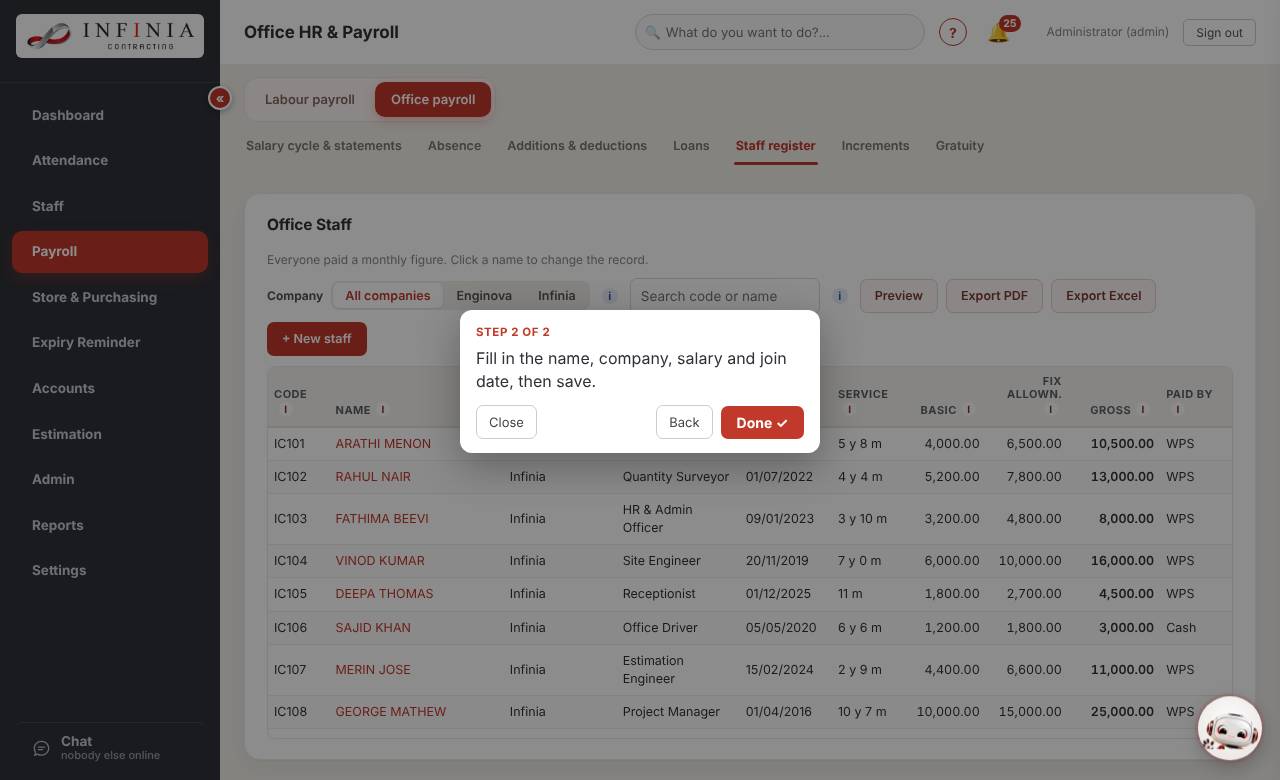 INFINIA
CONTRACTING
Office HR & Payroll
What do you want to do?...
?
25
Administrator (admin)
Sign out
«
Dashboard
Attendance
Staff
Payroll
Store & Purchasing
Expiry Reminder
Accounts
Estimation
Admin
Reports
Settings
Chat
nobody else online
Labour payroll
Office payroll
Salary cycle & statements
Absence
Additions & deductions
Loans
Staff register
Increments
Gratuity
Office Staff
Everyone paid a monthly figure. Click a name to change the record.
Company
All companies
Enginova
Infinia
i
Search code or name
i
Preview
Export PDF
Export Excel
+ New staff
STEP 2 OF 2
Fill in the name, company, salary and join
date, then save.
Close
Back
Done ✓
CODE I NAME I SERVICE I BASIC I FIX ALLOWN. I GROSS I PAID BY I
IC101 ARATHI MENON 5 y 8 m 4,000.00 6,500.00 10,500.00 WPS
IC102 RAHUL NAIR Infinia Quantity Surveyor 01/07/2022 4 y 4 m 5,200.00 7,800.00 13,000.00 WPS
IC103 FATHIMA BEEVI Infinia HR & Admin Officer 09/01/2023 3 y 10 m 3,200.00 4,800.00 8,000.00 WPS
IC104 VINOD KUMAR Infinia Site Engineer 20/11/2019 7 y 0 m 6,000.00 10,000.00 16,000.00 WPS
IC105 DEEPA THOMAS Infinia Receptionist 01/12/2025 11 m 1,800.00 2,700.00 4,500.00 WPS
IC106 SAJID KHAN Infinia Office Driver 05/05/2020 6 y 6 m 1,200.00 1,800.00 3,000.00 Cash
IC107 MERIN JOSE Infinia Estimation Engineer 15/02/2024 2 y 9 m 4,400.00 6,600.00 11,000.00 WPS
IC108 GEORGE MATHEW Infinia Project Manager 01/04/2016 10 y 7 m 10,000.00 15,000.00 25,000.00 WPS